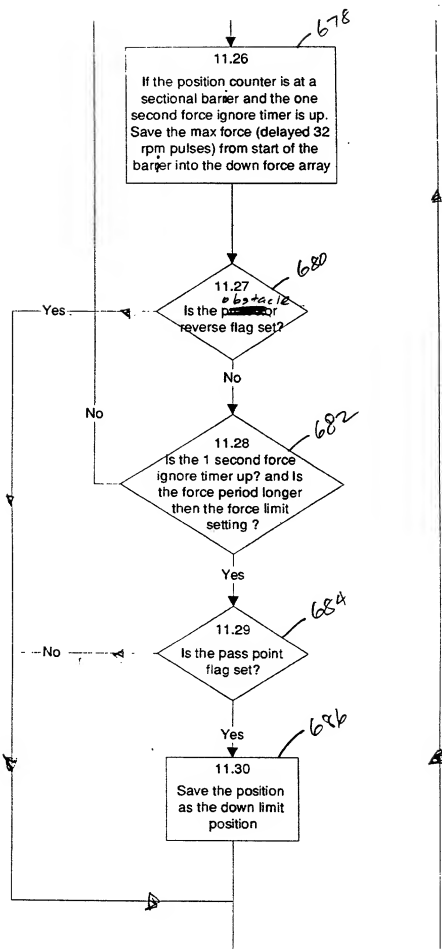 678
11.26
If the position counter is at a
sectional barrier and the one
second force ignore timer is up.
Save the max force (delayed 32
rpm pulses) from start of the
barrier into the down force array
680
11.27
obstacle
Is the or
reverse flag set?
Yes
No
No
682
11.28
Is the 1 second force
ignore timer up? and Is
the force period longer
then the force limit
setting ?
Yes
684
11.29
Is the pass point
flag set?
No
Yes
686
11.30
Save the position
as the down limit
position